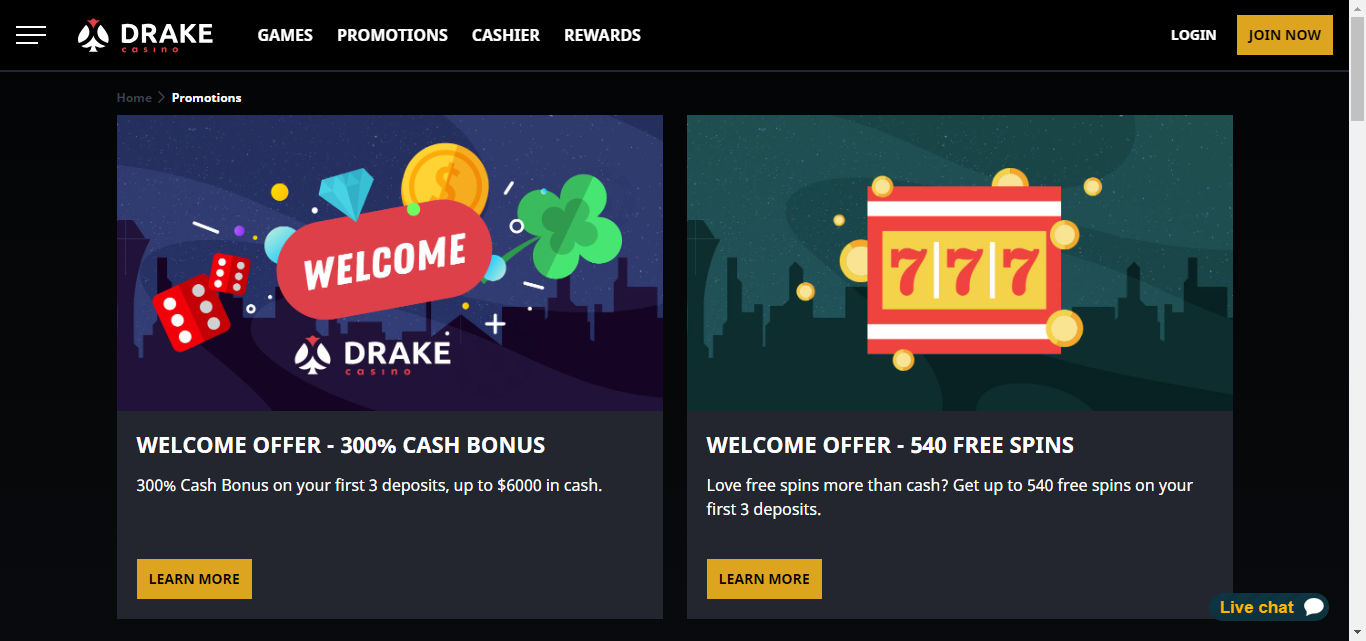 DRAKE
casino
GAMES PROMOTIONS CASHIER REWARDS
LOGIN
JOIN NOW
Home
Promotions
$
WELCOME
DRAKE
casino
WELCOME OFFER - 300% CASH BONUS
300% Cash Bonus on your first 3 deposits, up to $6000 in cash.
LEARN MORE
777
WELCOME OFFER - 540 FREE SPINS
Love free spins more than cash? Get up to 540 free spins on your
first 3 deposits.
LEARN MORE
Live chat